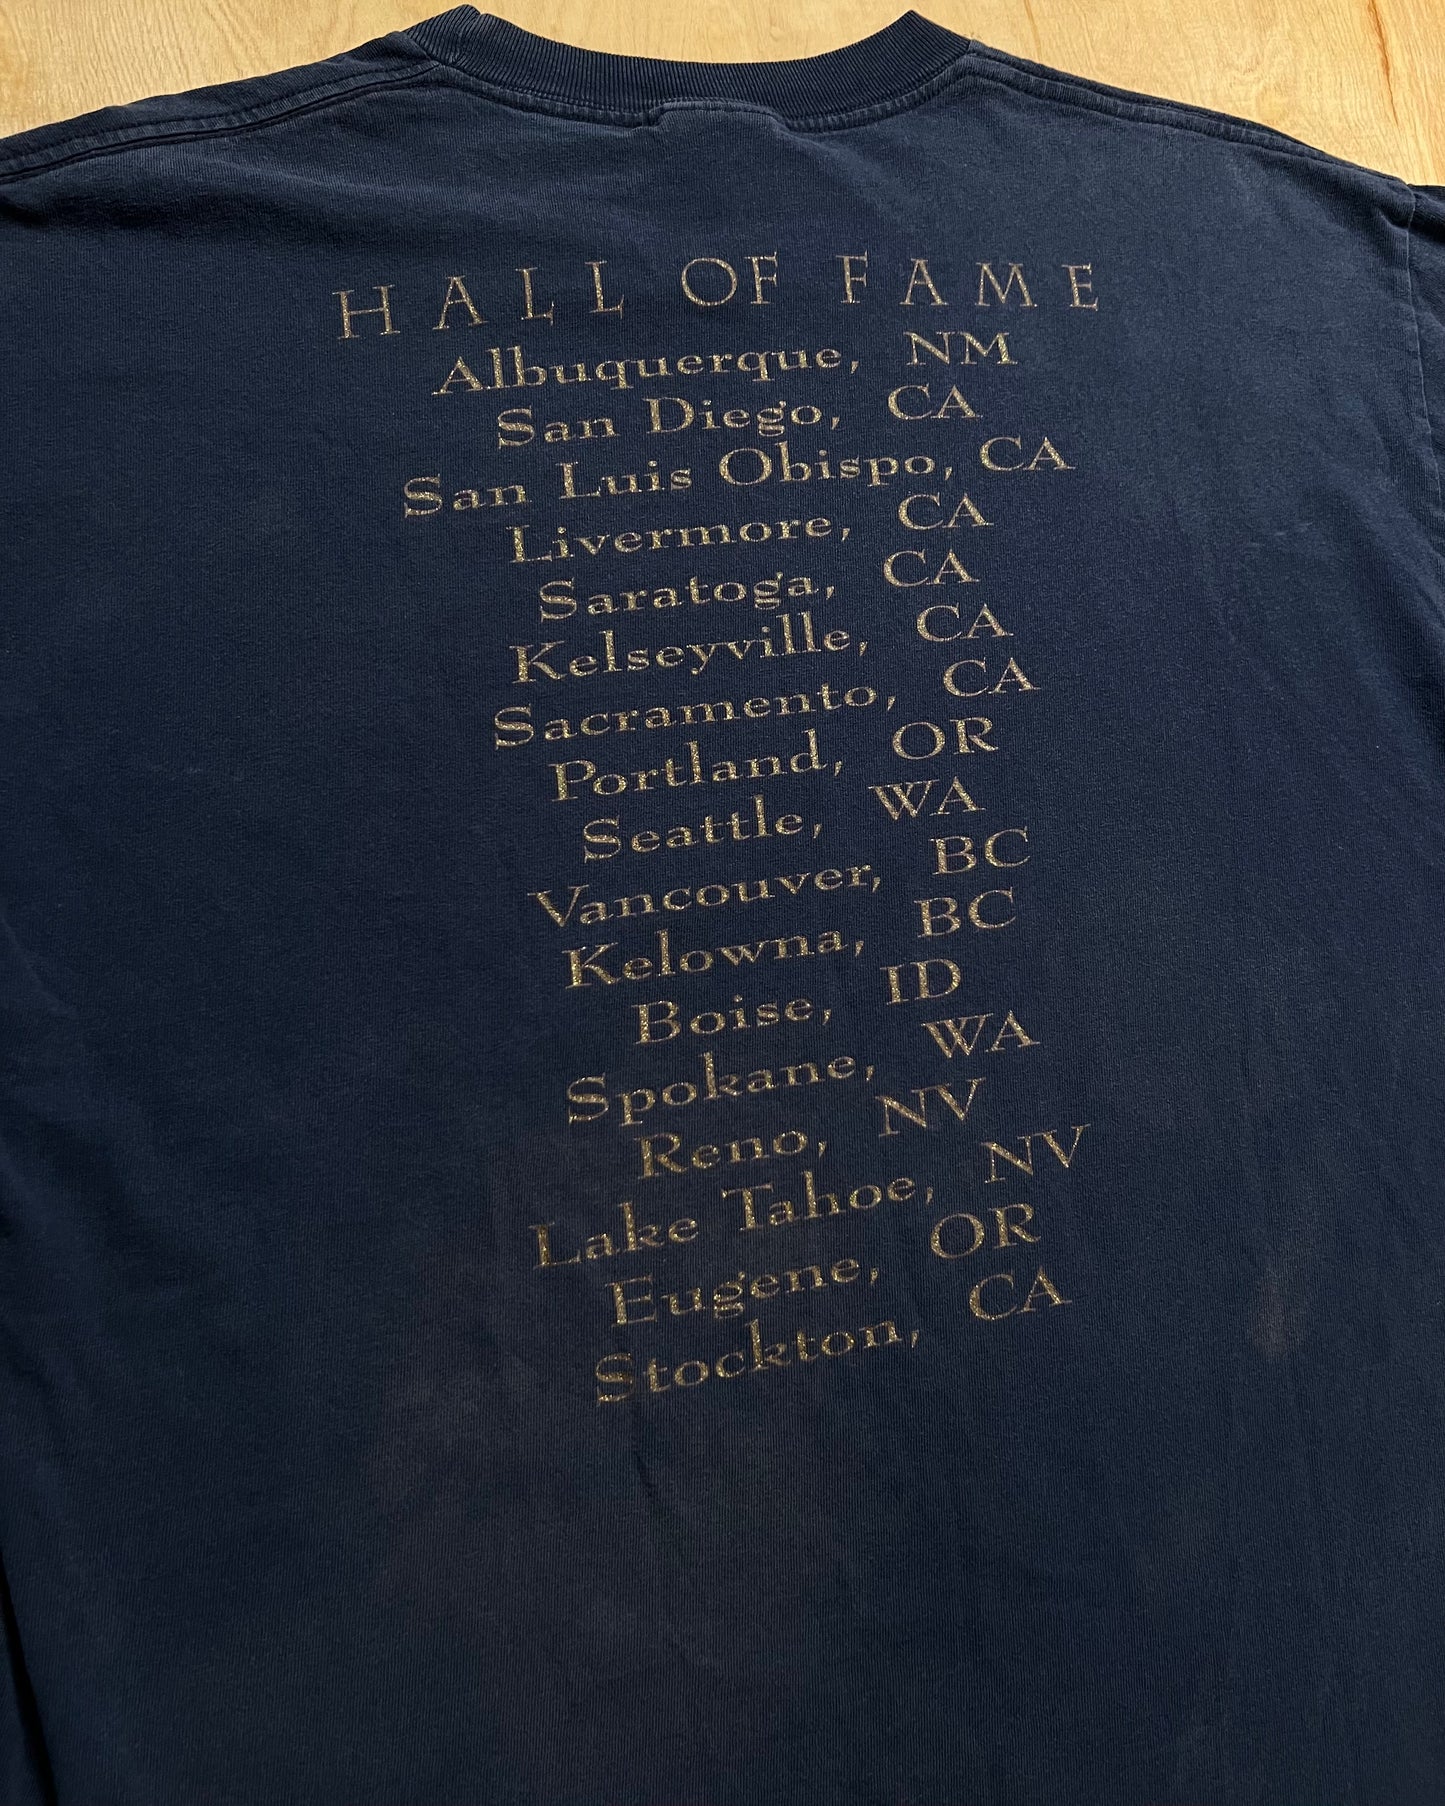 HALL OF FAME
Albuquerque, NM
San Diego, CA
San Luis Obispo, CA
Livermore, CA
Saratoga, CA
Kelseyville, CA
Sacramento, CA
Portland, OR
Seattle, WA
Vancouver, BC
Kelowna, BC
Boise, ID
Spokane, WA
Reno, NV
Lake Tahoe, NV
Eugene, OR
Stockton, CA